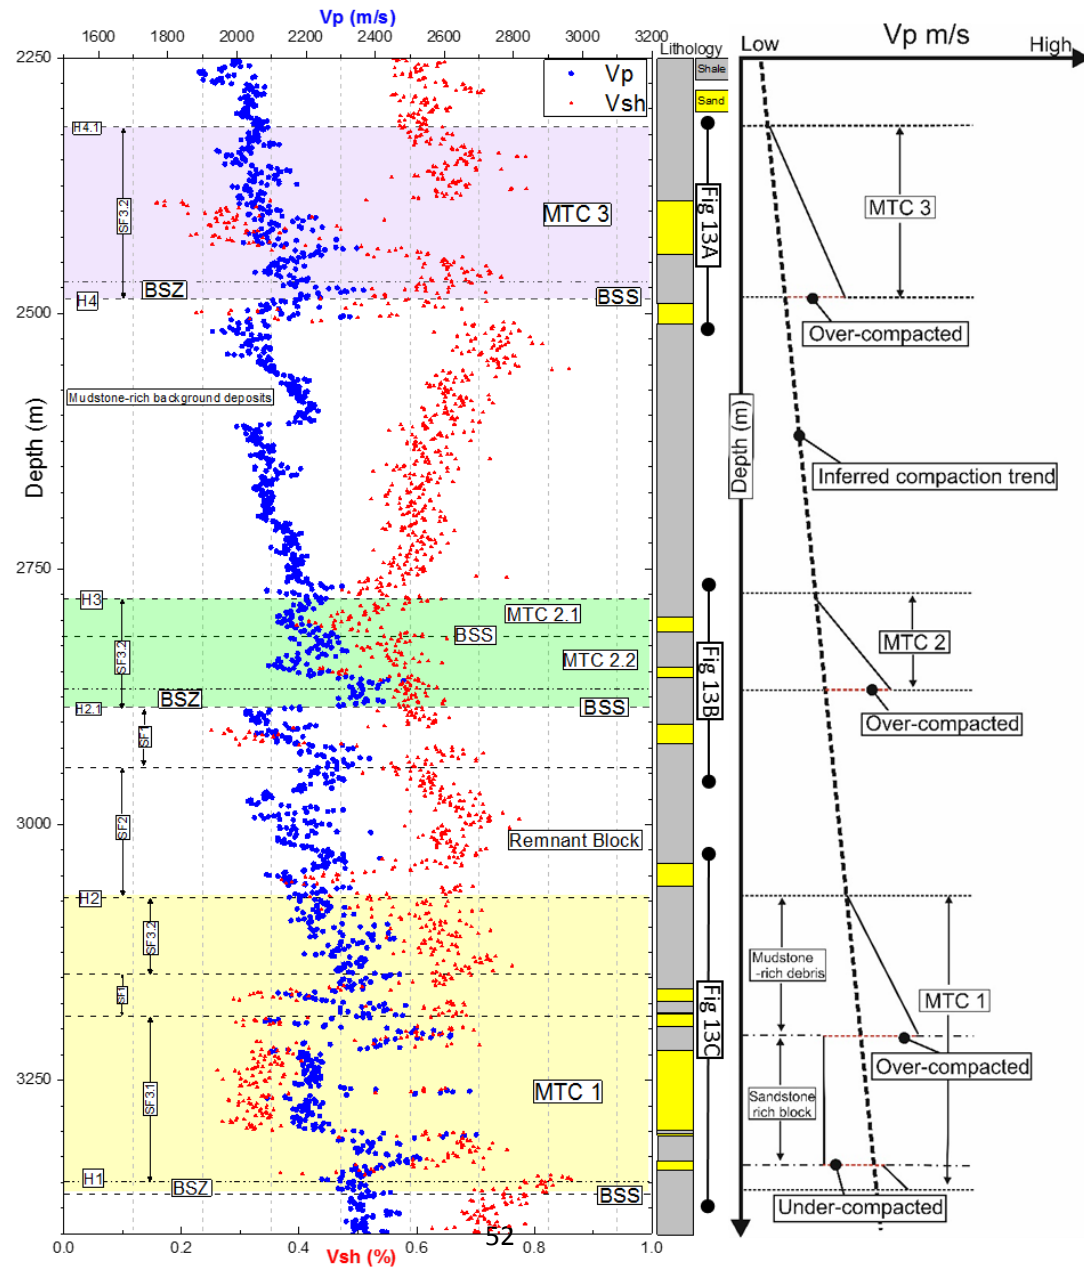 Vp (m/s)
1600 1800 2000 2200 2400 2600 2800 3000 3200
Lithology
Vp m/s
Low
High
2250
Vp
Vsh
Shale
Sand
H4.1
SF3.2
MTC 3
Fig 13A
MTC 3
BSZ
H4
BSS
2500
Over-compacted
Mudstone-rich background deposits
Depth (m)
Depth (m)
Inferred compaction trend
2750
H3
MTC 2.1
SF3.2
BSS
MTC 2.2
MTC 2
BSZ
H2.1
BSS
Fig 13B
Over-compacted
SF1
SF2
3000
Remnant Block
H2
SF3.2
Mudstone
-rich debris
SF1
Fig 13C
MTC 1
Over-compacted
3250
SF3.1
MTC 1
Sandstone
rich block
H1
BSZ
BSS
Under-compacted
52
0.0 0.2 0.4 0.6 0.8 1.0
Vsh (%)